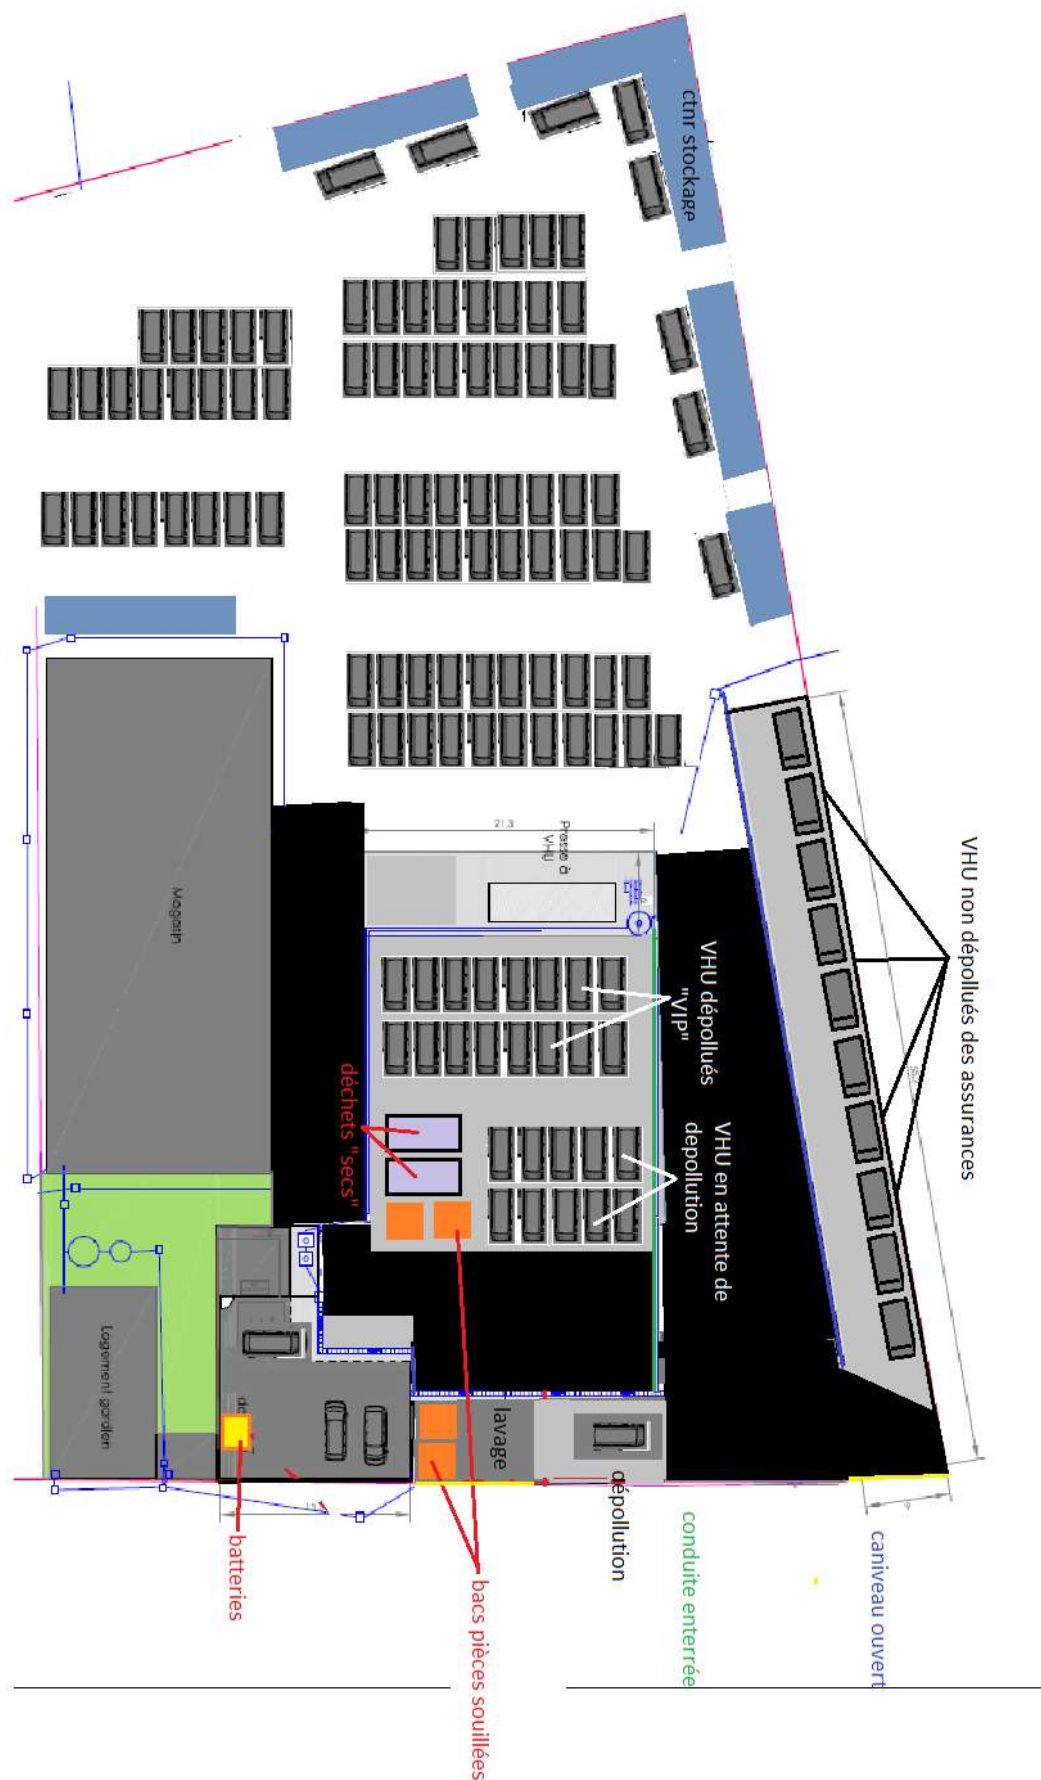 ctnr stockage
VHU non dépollués des assurances
21,3
Presse à
VHU
Magasin
VHU dépollués
"VIP"
VHU en attente de
depollution
déchets "secs"
Logement gardien
de
lavage
dépollution
batteries
bacs pièces souillées
conduite enterrée
caniveau ouvert